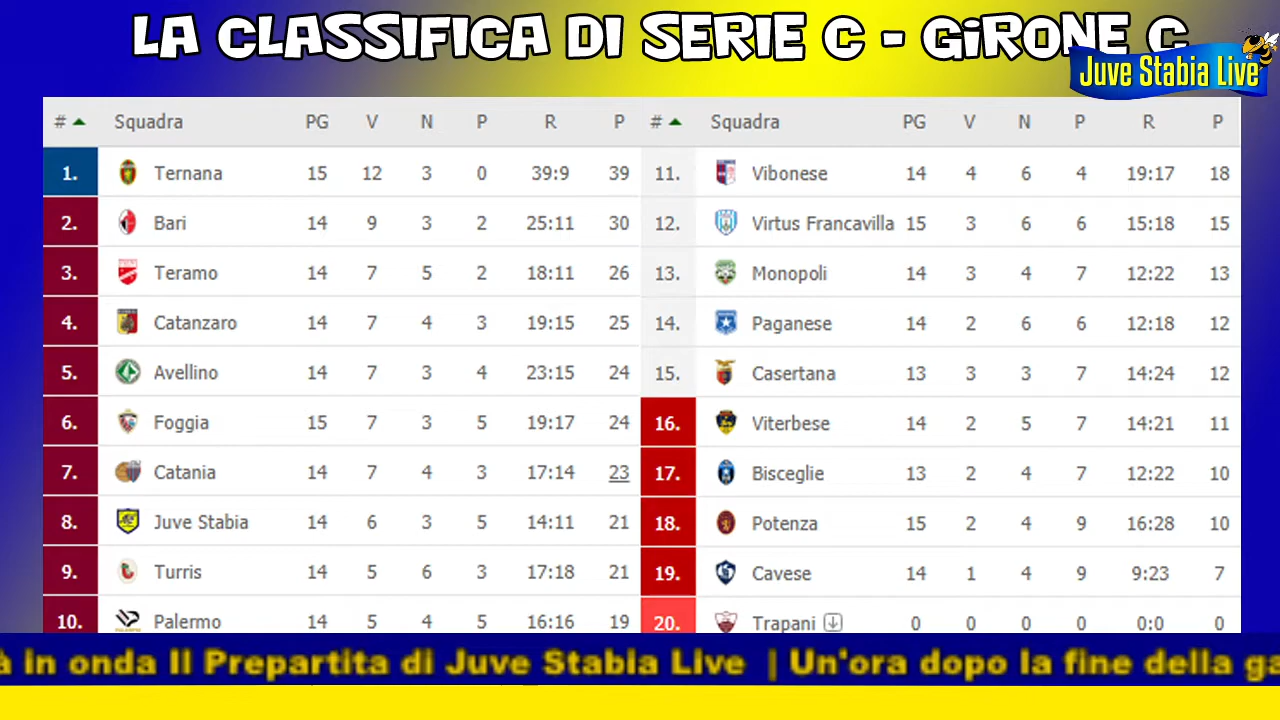 LA CLASSIFICA DI SERIE C - GIRONE C
Juve Stabia Live
# Squadra PG V N P R P
1. Ternana 15 12 3 0 39:9 39
2. Bari 14 9 3 2 25:11 30
3. Teramo 14 7 5 2 18:11 26
4. Catanzaro 14 7 4 3 19:15 25
5. Avellino 14 7 3 4 23:15 24
6. Foggia 15 7 3 5 19:17 24
7. Catania 14 7 4 3 17:14 23
8. Juve Stabia 14 6 3 5 14:11 21
9. Turris 14 5 6 3 17:18 21
10. Palermo 14 5 4 5 16:16 19
# Squadra PG V N P R P
11. Vibonese 14 4 6 4 19:17 18
12. Virtus Francavilla 15 3 6 6 15:18 15
13. Monopoli 14 3 4 7 12:22 13
14. Paganese 14 2 6 6 12:18 12
15. Casertana 13 3 3 7 14:24 12
16. Viterbese 14 2 5 7 14:21 11
17. Bisceglie 13 2 4 7 12:22 10
18. Potenza 15 2 4 9 16:28 10
19. Cavese 14 1 4 9 9:23 7
20. Trapani 0 0 0 0 0:0 0
à in onda Il Prepartita di Juve Stabia Live | Un'ora dopo la fine della ga